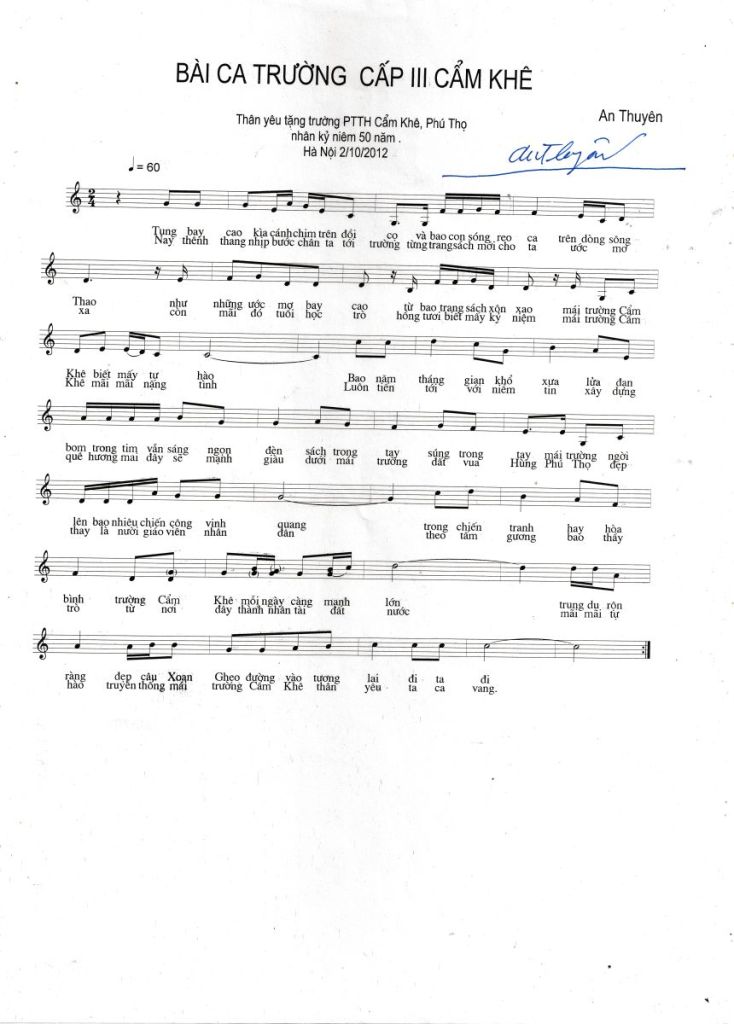 BÀI CA TRƯỜNG CẤP III CẨM KHÊ
An Thuyên
Thân yêu tặng trường PTTH Cẩm Khê, Phú Thọ
nhân kỷ niêm 50 năm .
Hà Nội 2/10/2012
= 60
Tung bay cao kìa cánh chim trên đồi cọ và bao con sóng reo ca trên dòng sông
Nay thênh thang nhịp bước chân ta tới trường từng trang sách mới cho ta ước mơ
Thao như những ước mơ bay cao từ bao trang sách xôn xao mái trường Cẩm
xa còn mãi đó tuổi học trò hồng tươi biết mấy kỷ niệm mái trường Cẩm
Khê biết mấy tự hào Bao năm tháng gian khổ xưa lửa đạn
Khê mãi mãi nặng tình Luôn tiến tới với niềm tin xây dựng
bom trong tim vẫn sáng ngọn đèn sách trong tay súng trong tay mái trường ngời
quê hương mai đây sẽ mạnh giàu dưới mái trường đất vua Hùng Phú Thọ đẹp
lên bao nhiêu chiến công vinh quang trong chiến tranh hay hòa
thay là nười giáo viên nhân dân theo tấm gương bao thầy
bình trường Cẩm Khê mỗi ngày càng mạnh lớn trung du rộn
trò từ nơi đây thành nhân tài đất nước mãi mãi tự
ràng đẹp câu Xoan Ghẹo đường vào tương lai đi ta đi
hào truyền thống mái trường Cẩm Khê thân yêu ta ca vang.